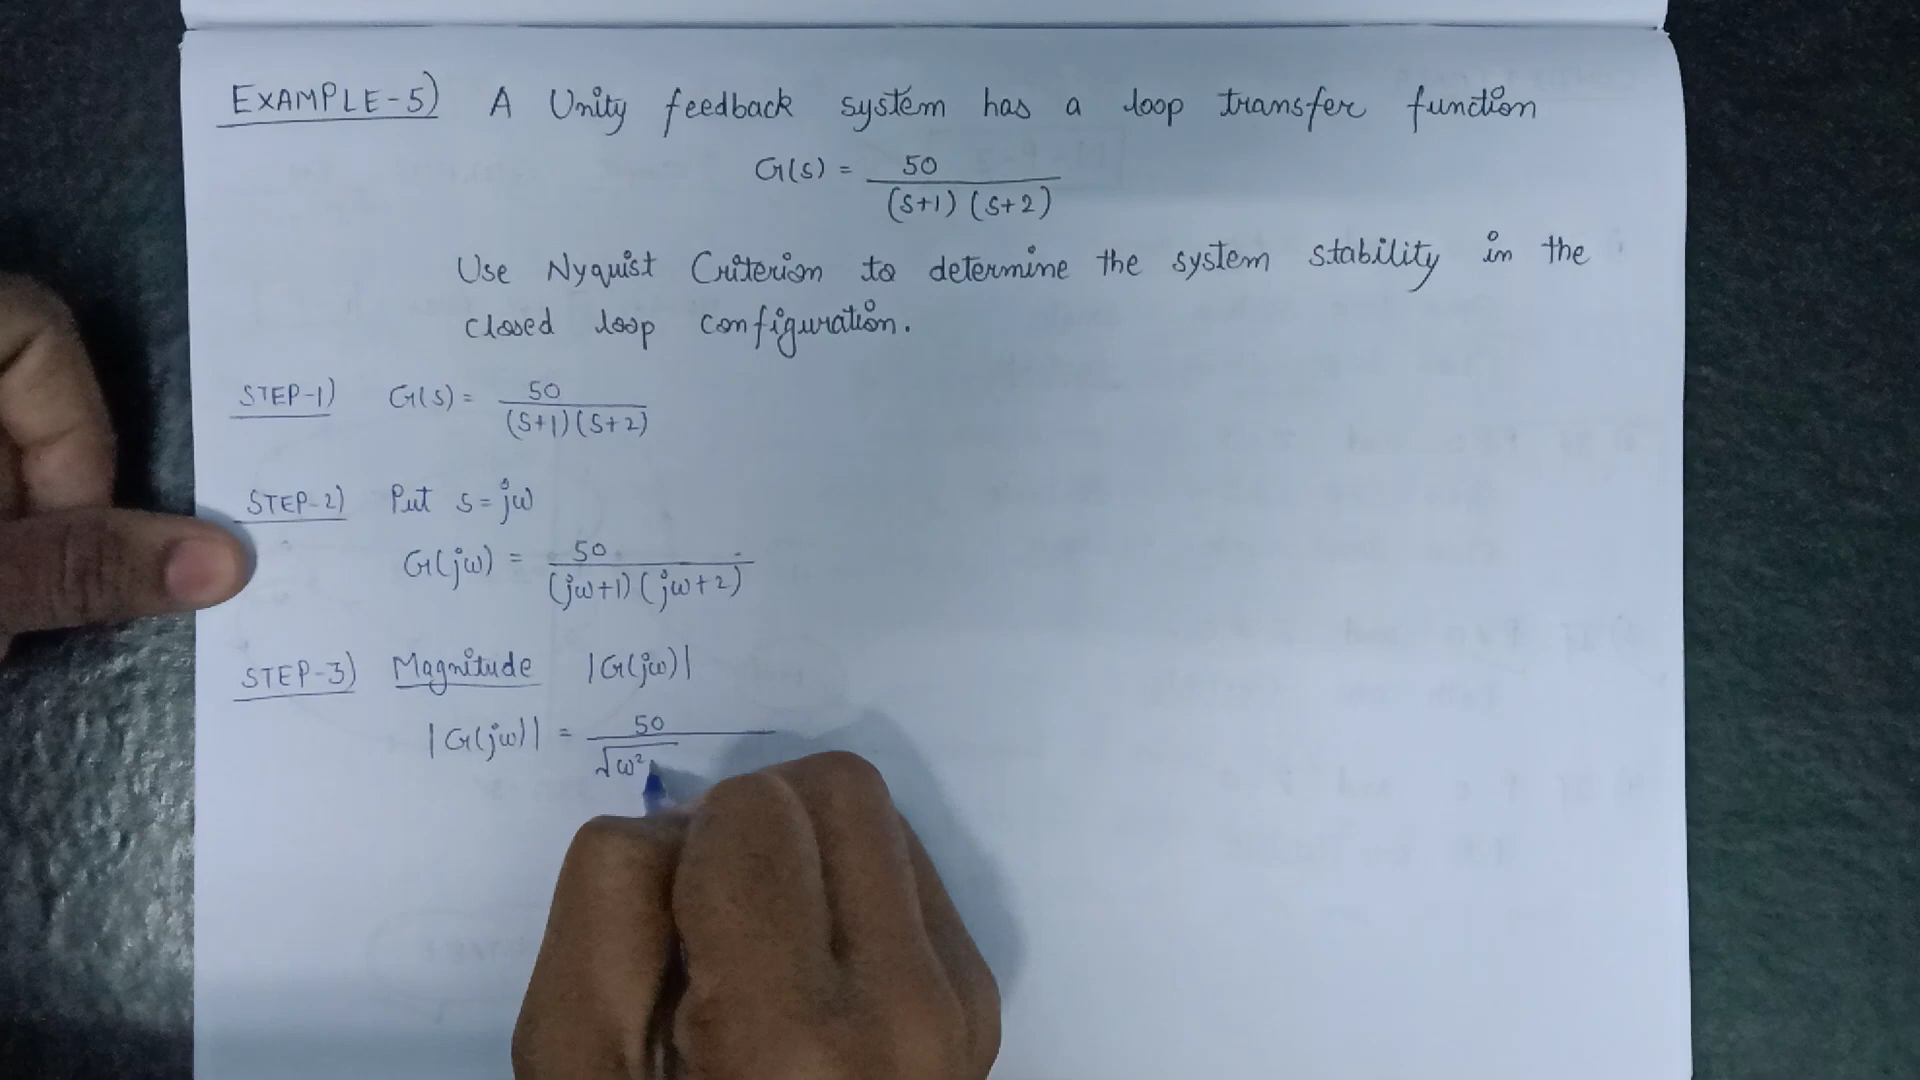 EXAMPLE-5) A Unity feedback system has a loop transfer function
G(s) = 50 / (s+1) (s+2)
Use Nyquist Criterion to determine the system stability in the
closed loop configuration.
STEP-1) G(s) = 50 / (s+1) (s+2)
STEP-2) Put s = jω
G(jω) = 50 / (jω+1) (jω+2)
STEP-3) Magnitude |G(jω)|
|G(jω)| = 50 / √ω²